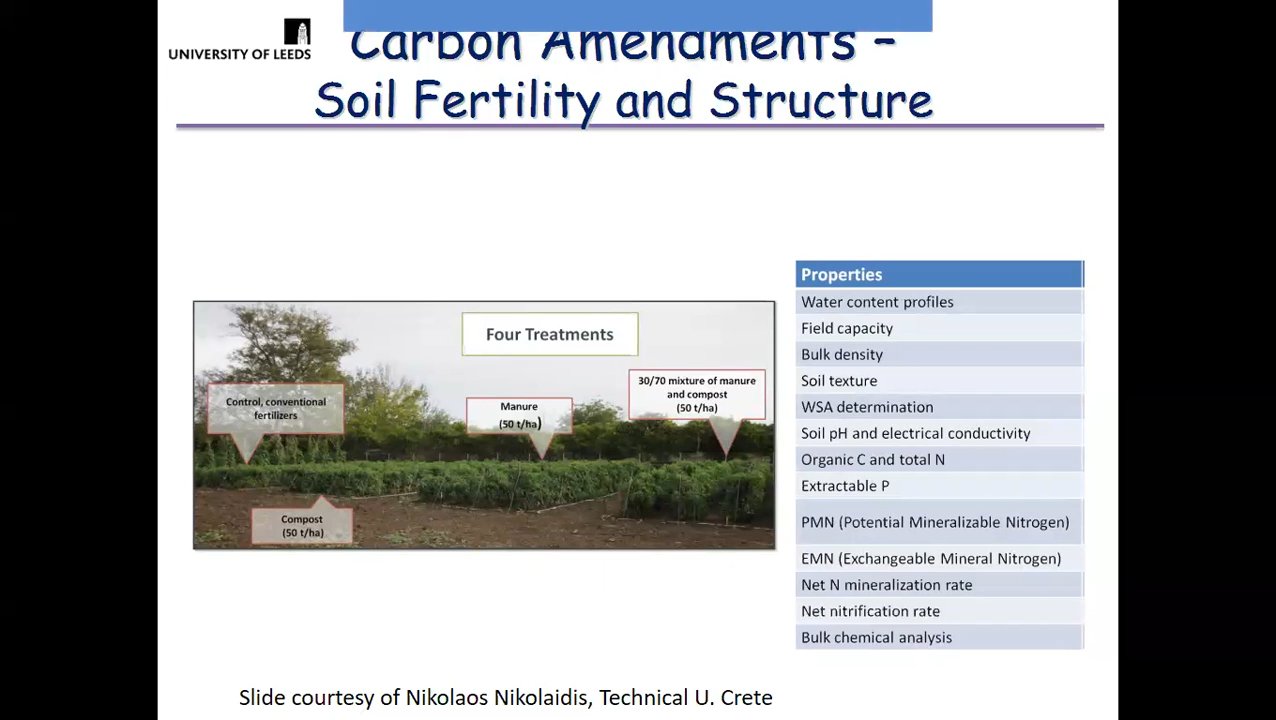 UNIVERSITY OF LEEDS
Carbon Amendments –
Soil Fertility and Structure
Four Treatments
Control, conventional
fertilizers
Manure
(50 t/ha)
30/70 mixture of manure
and compost
(50 t/ha)
Compost
(50 t/ha)
Properties
Water content profiles
Field capacity
Bulk density
Soil texture
WSA determination
Soil pH and electrical conductivity
Organic C and total N
Extractable P
PMN (Potential Mineralizable Nitrogen)
EMN (Exchangeable Mineral Nitrogen)
Net N mineralization rate
Net nitrification rate
Bulk chemical analysis
Slide courtesy of Nikolaos Nikolaidis, Technical U. Crete